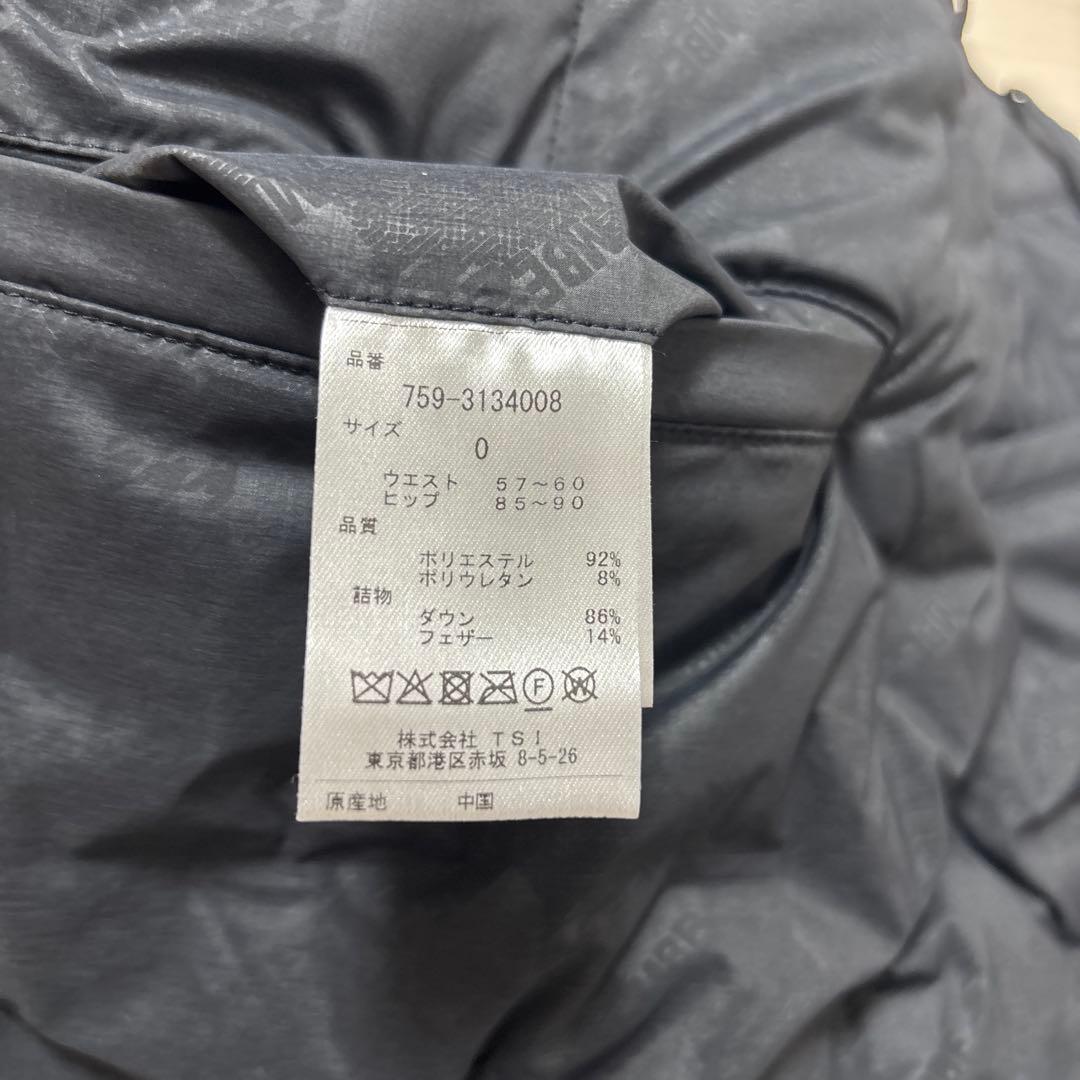 MBE
MBE
品番
759-3134008
サイズ
0
ウエスト 57～60
ヒップ 85～90
品質
ポリエステル 92%
ポリウレタン 8%
詰物
ダウン 86%
フェザー 14%
F
W
株式会社 TSI
東京都港区赤坂 8-5-26
原産地 中国
MBE